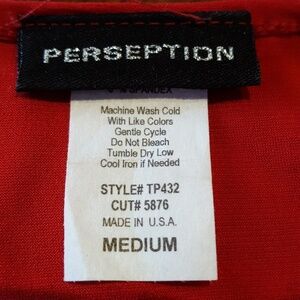 PERSEPTION
% SPANDEX
Machine Wash Cold
With Like Colors
Gentle Cycle
Do Not Bleach
Tumble Dry Low
Cool Iron if Needed
STYLE# TP432
CUT# 5876
MADE IN U.S.A.
MEDIUM